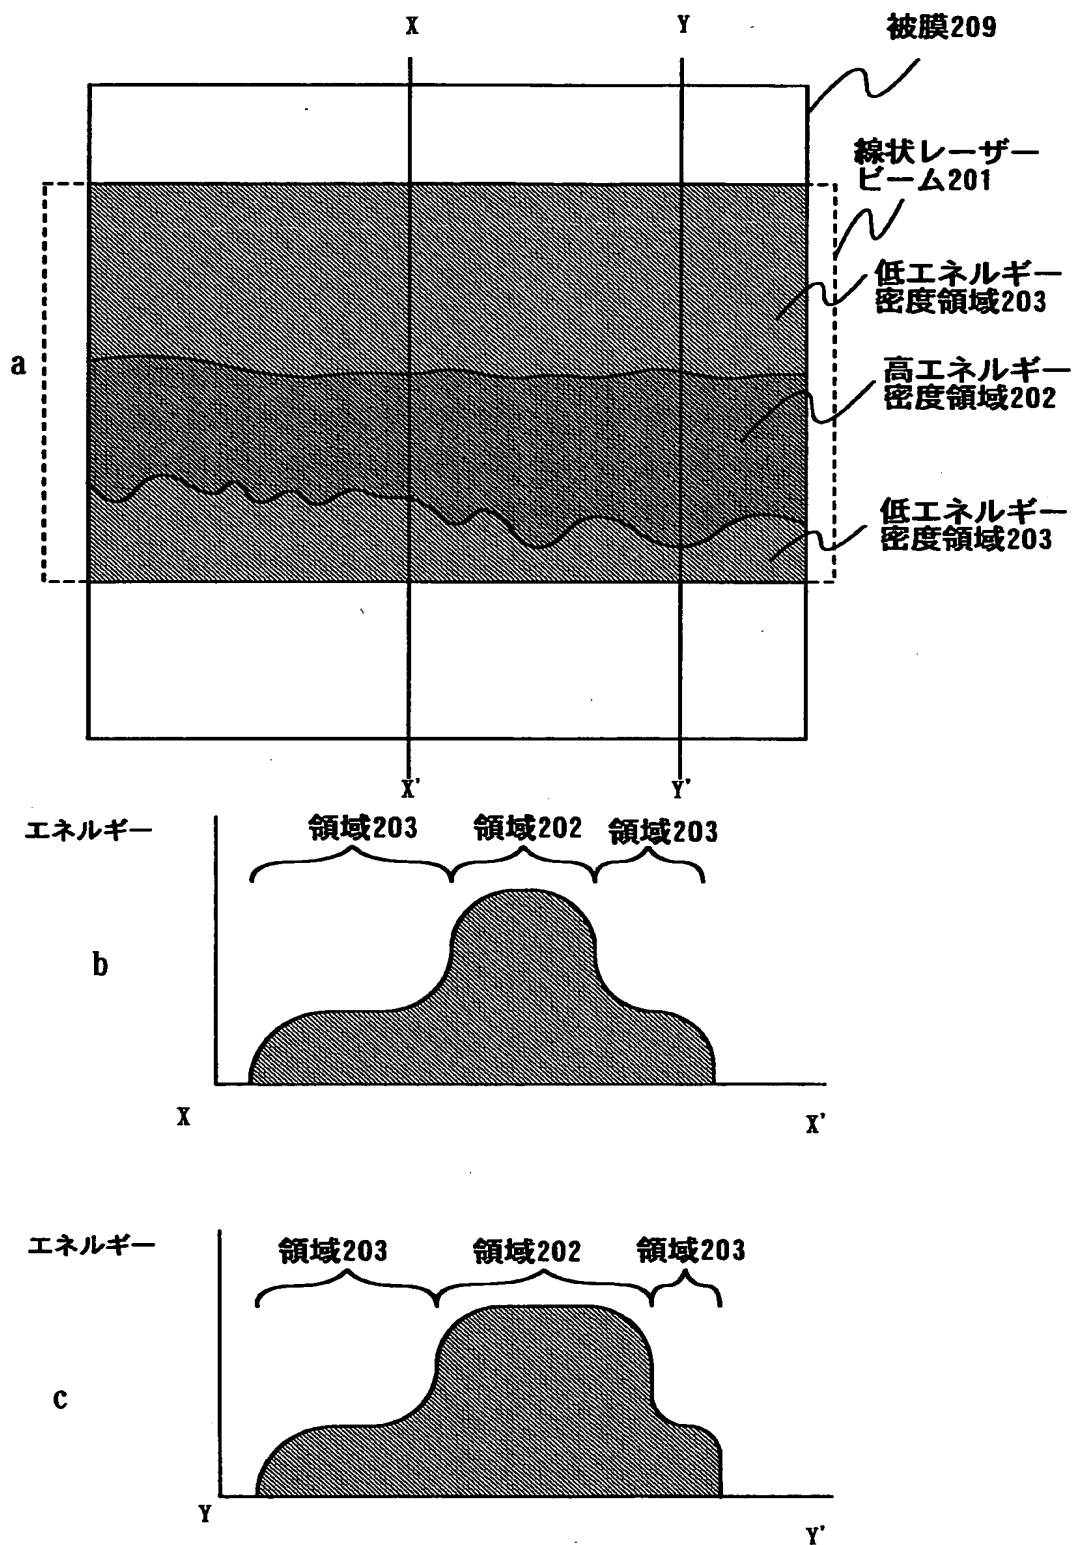 X
Y
被膜209
線状レーザー
ビーム201
低エネルギー
密度領域203
a
高エネルギー
密度領域202
低エネルギー
密度領域203
X'
Y'
エネルギー
領域203
領域202
領域203
b
X
X'
エネルギー
領域203
領域202
領域203
c
Y
Y'